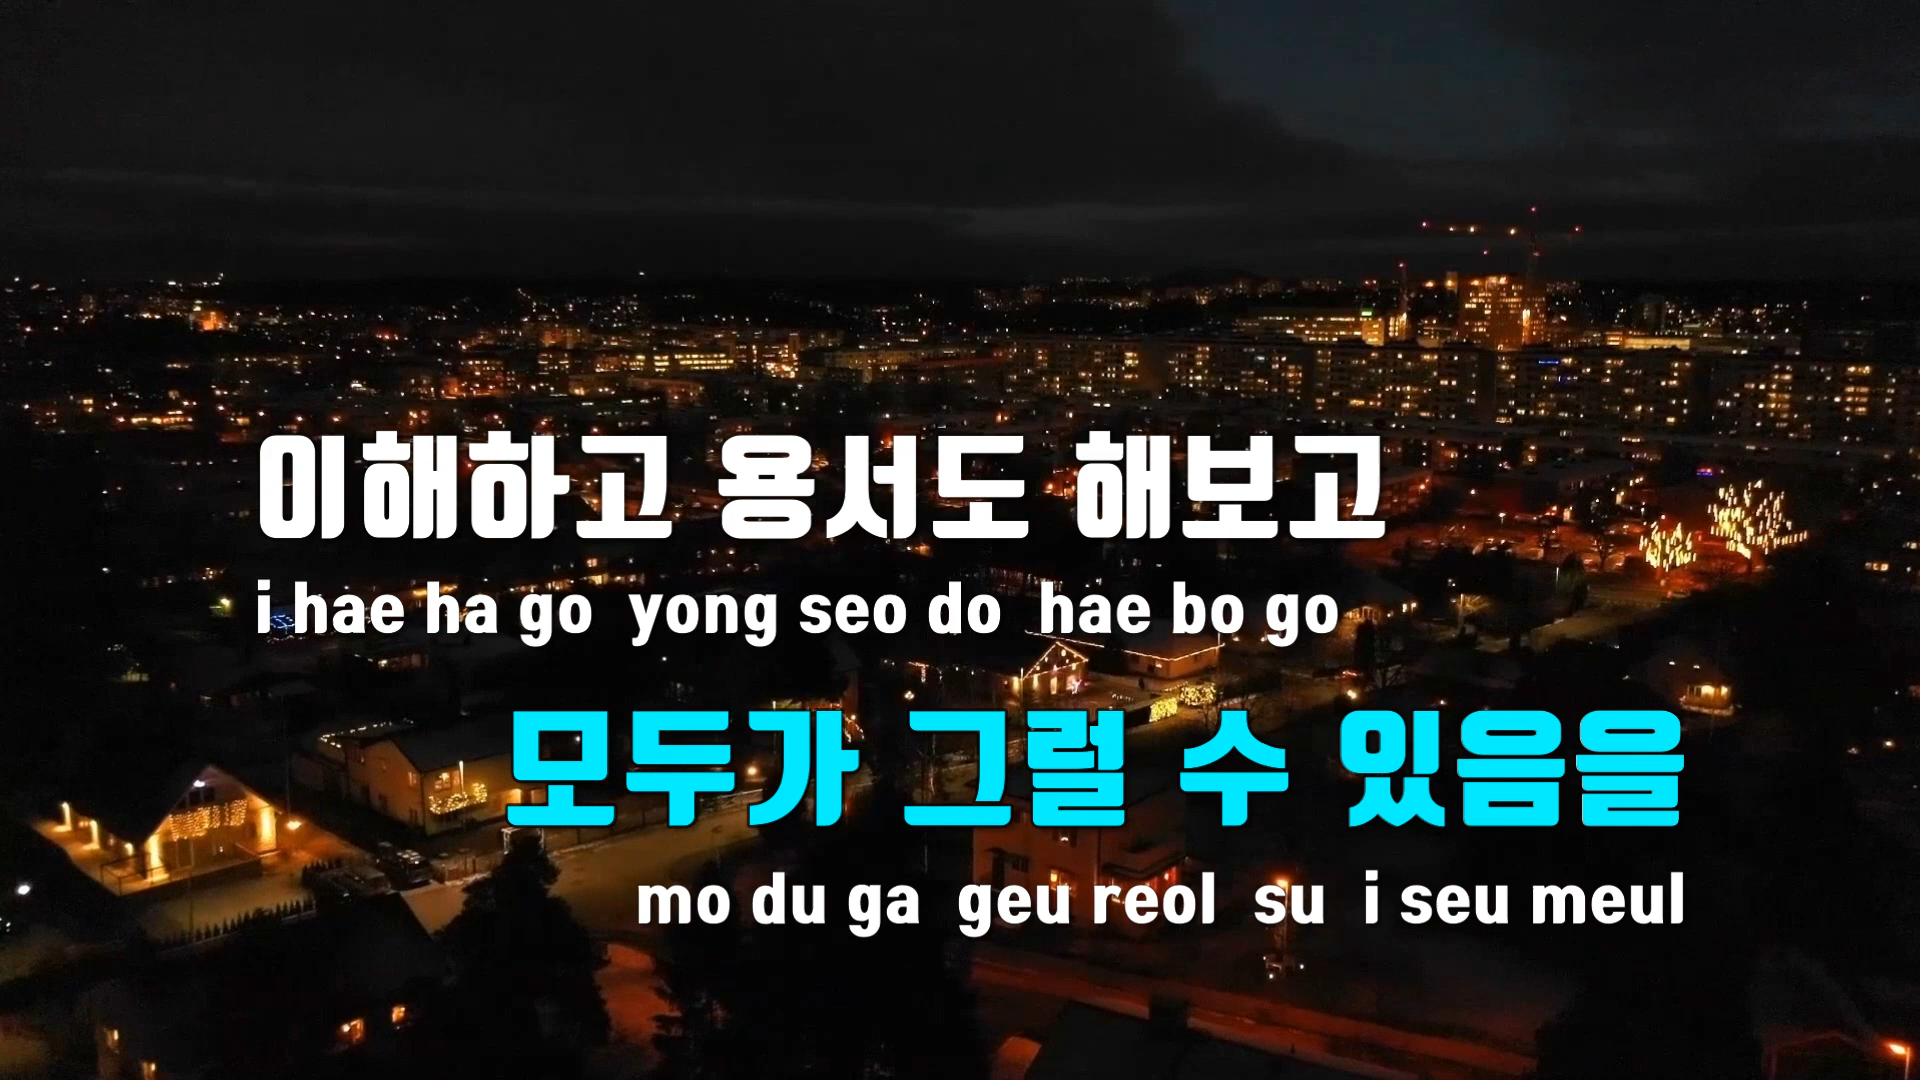 이해하고 용서도 해보고
i hae ha go yong seo do hae bo go
모두가 그럴 수 있음을
mo du ga geu reol su i seu meul